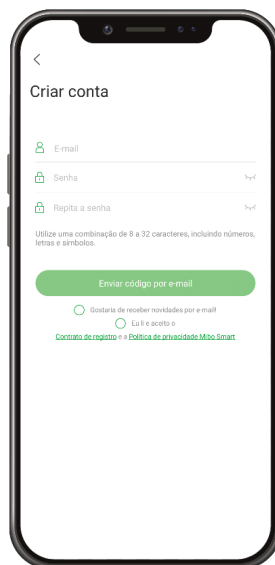 Criar conta
E-mail
Senha
Repita a senha
Utilize uma combinação de 8 a 32 caracteres, incluindo números,
letras e símbolos.
Enviar código por e-mail
Gostaria de receber novidades por e-mail!
Eu li e aceito o
Contrato de registro e a Política de privacidade Mibo Smart